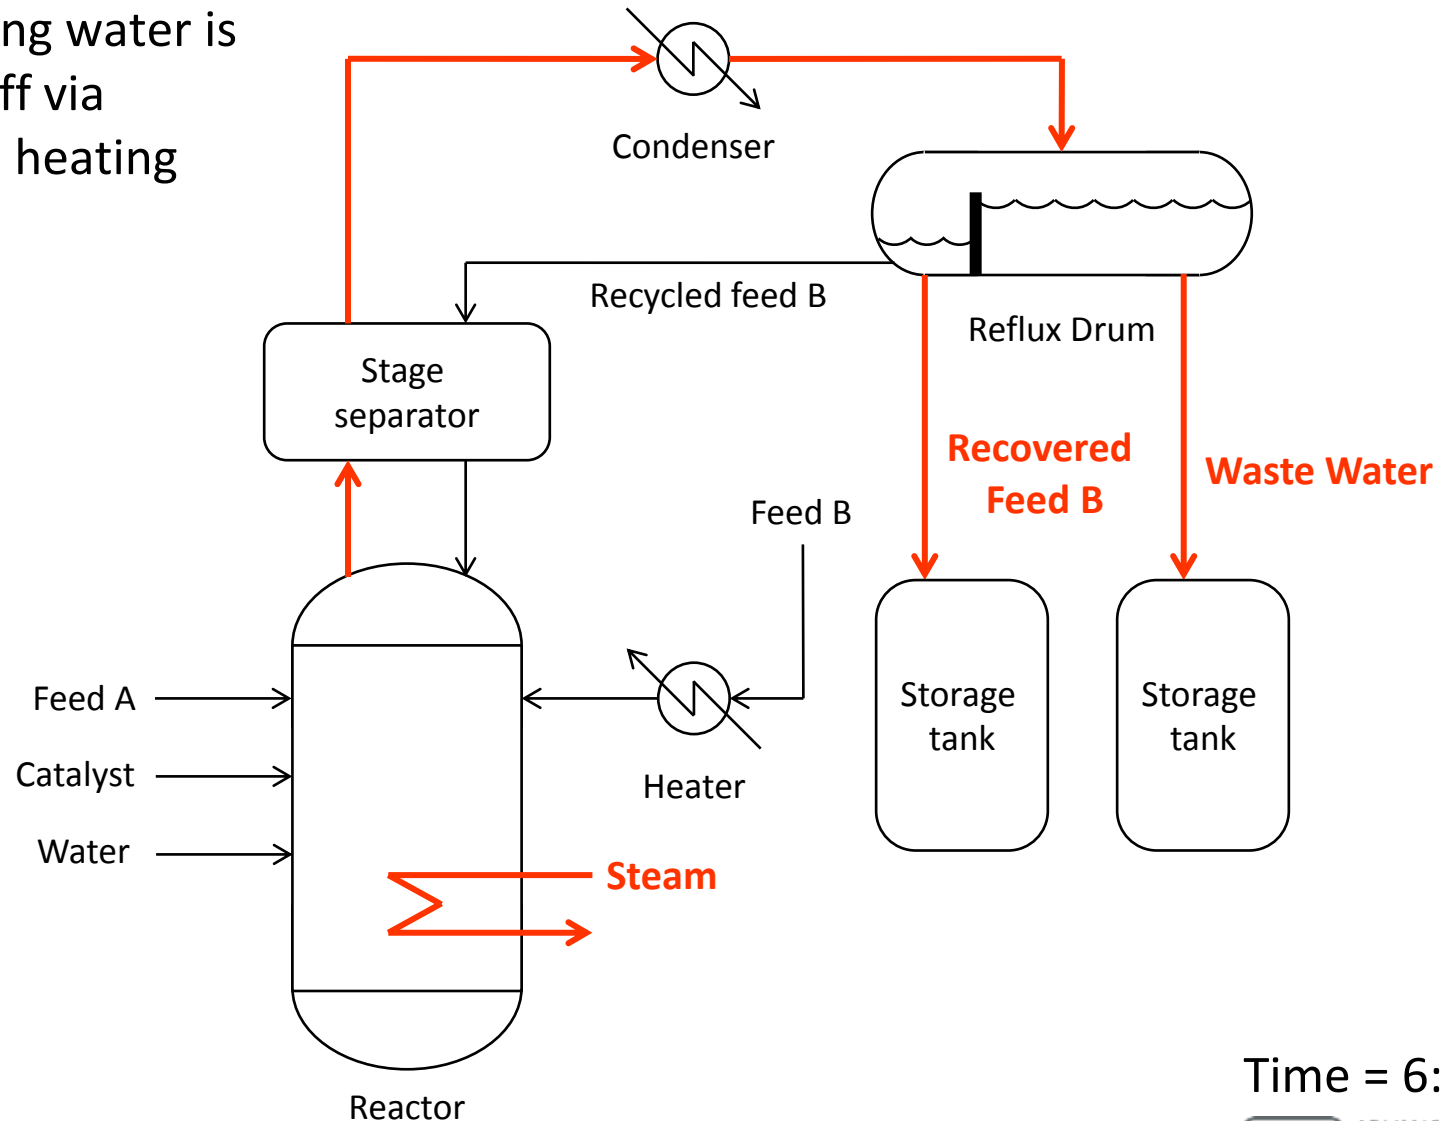 ng water is
ff via
heating
Condenser
Recycled feed B
Reflux Drum
Stage
separator
Recovered
Feed B
Waste Water
Feed B
Feed A
Storage
tank
Storage
tank
Catalyst
Heater
Water
Steam
Time = 6:
Reactor